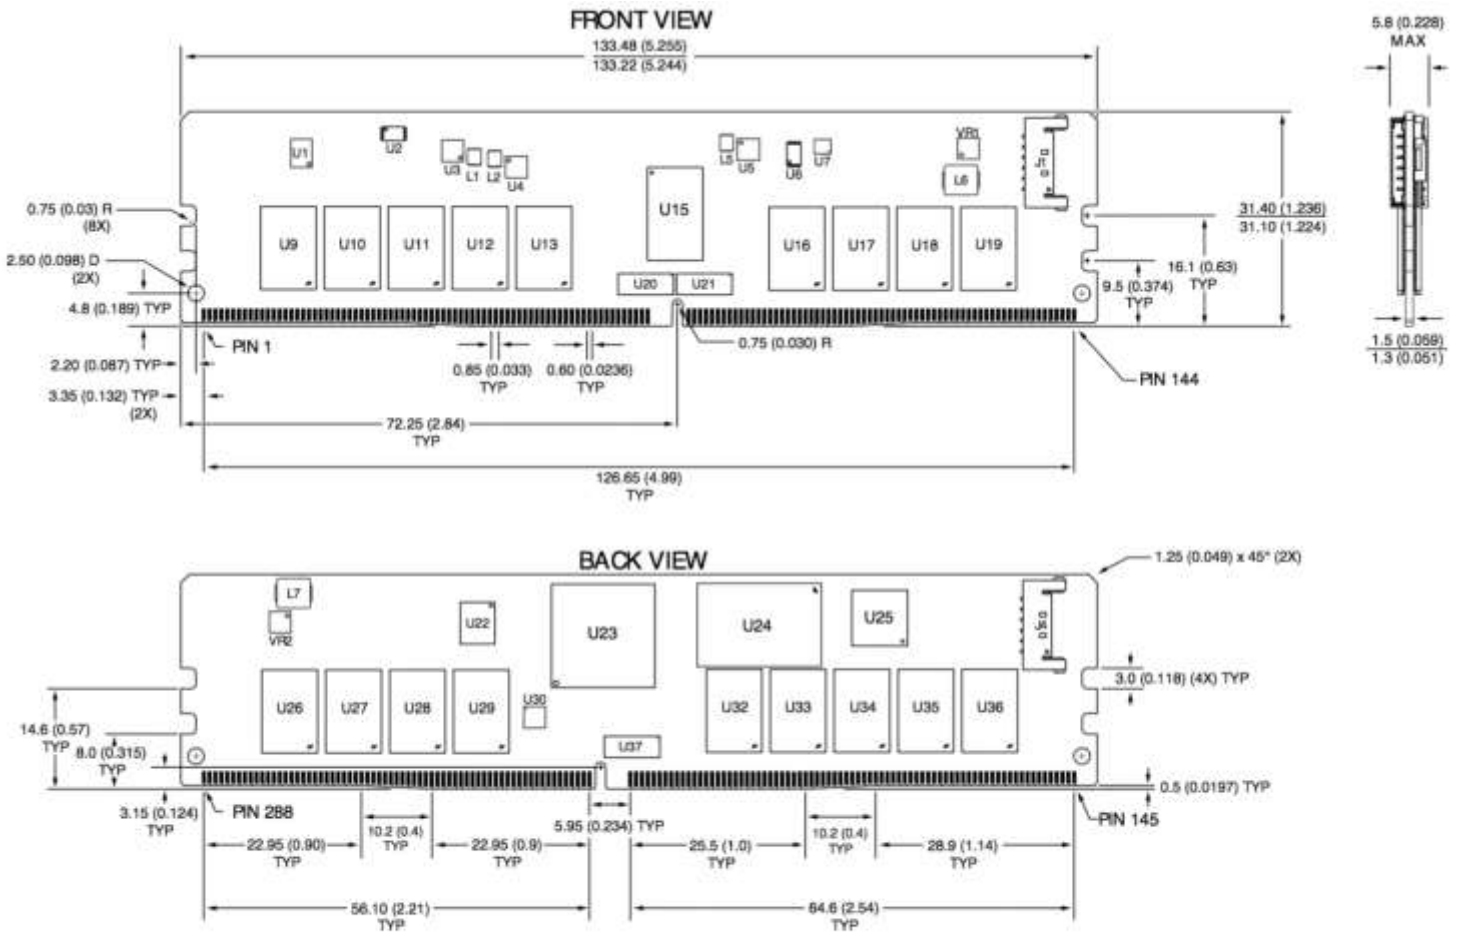 FRONT VIEW
133.48 (5.255)
133.22 (5.244)
5.8 (0.228)
MAX
U1
U2
U3
L1
L2
U4
L5
U5
U6
U7
VR1
L6
J1
0.75 (0.03) R
(8X)
2.50 (0.098) D
(2X)
4.8 (0.189) TYP
2.20 (0.087) TYP
3.35 (0.132) TYP
(2X)
U9
U10
U11
U12
U13
U15
U16
U17
U18
U19
U20
U21
31.40 (1.236)
31.10 (1.224)
16.1 (0.63)
TYP
9.5 (0.374)
TYP
PIN 1
0.85 (0.033)
TYP
0.60 (0.0236)
TYP
0.75 (0.030) R
PIN 144
1.5 (0.059)
1.3 (0.051)
72.25 (2.84)
TYP
126.65 (4.99)
TYP
BACK VIEW
1.25 (0.049) x 45° (2X)
L7
VR2
U22
U23
U24
U25
3.0 (0.118) (4X) TYP
U26
U27
U28
U29
U30
U32
U33
U34
U35
U36
U37
14.6 (0.57)
TYP
8.0 (0.315)
TYP
3.15 (0.124)
TYP
0.5 (0.0197) TYP
PIN 288
PIN 145
5.95 (0.234) TYP
22.95 (0.90)
TYP
10.2 (0.4)
TYP
22.95 (0.9)
TYP
25.5 (1.0)
TYP
10.2 (0.4)
TYP
28.9 (1.14)
TYP
56.10 (2.21)
TYP
64.6 (2.54)
TYP